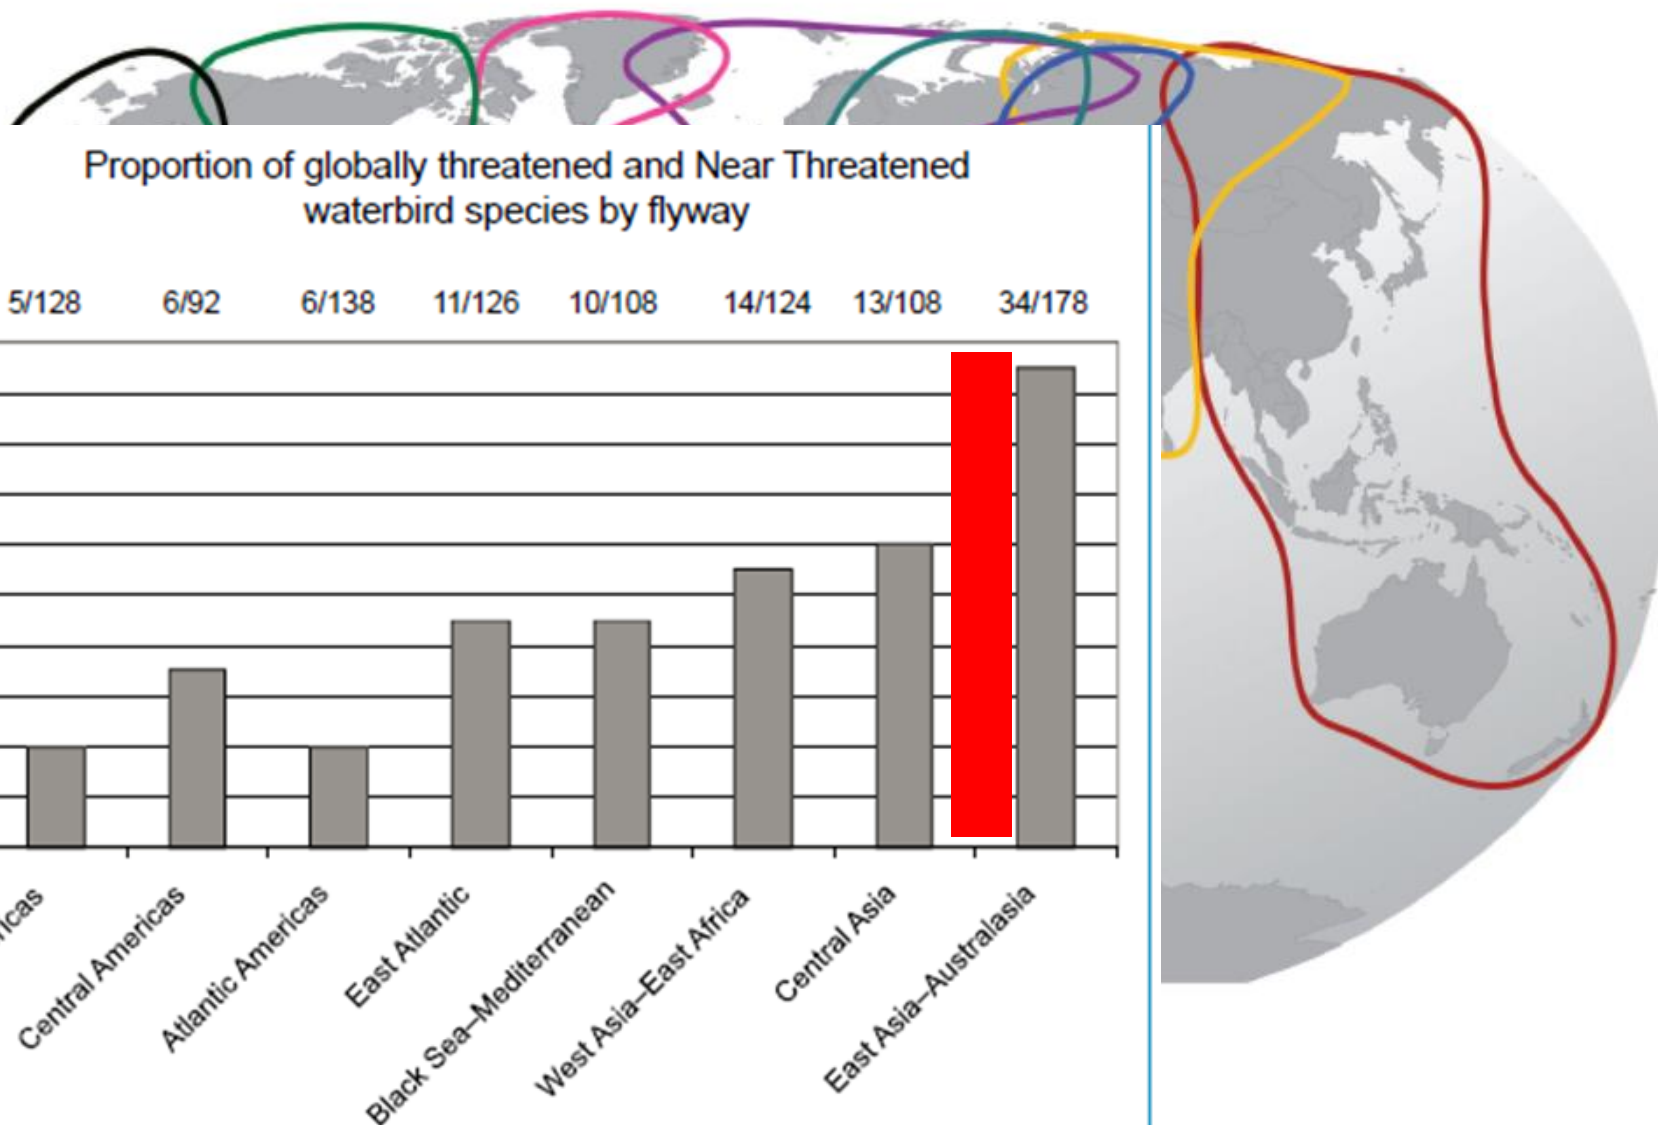 Proportion of globally threatened and Near Threatened
waterbird species by flyway
5/128 6/92 6/138 11/126 10/108 14/124 13/108 34/178
Central Americas
Atlantic Americas
East Atlantic
Black Sea–Mediterranean
West Asia–East Africa
Central Asia
East Asia–Australasia